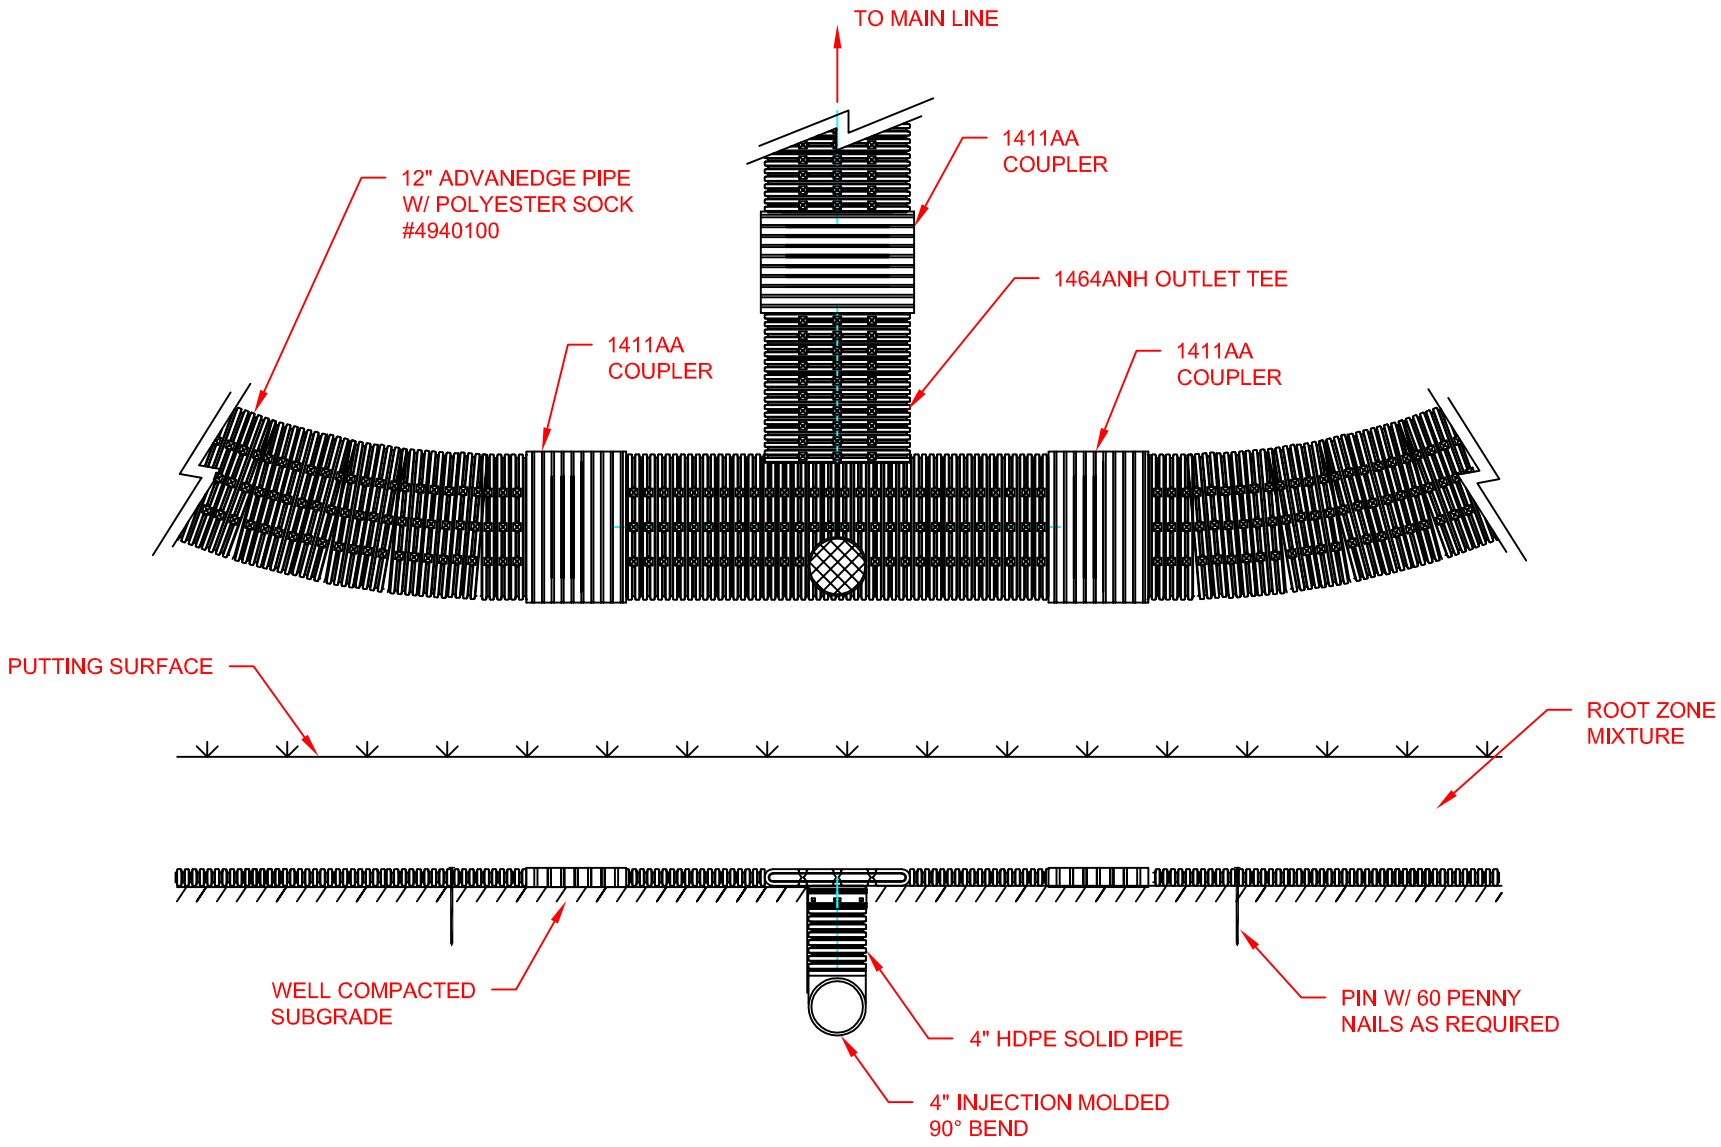 TO MAIN LINE
1411AA
COUPLER
12" ADVANEDGE PIPE
W/ POLYESTER SOCK
#4940100
1464ANH OUTLET TEE
1411AA
COUPLER
1411AA
COUPLER
PUTTING SURFACE
ROOT ZONE
MIXTURE
WELL COMPACTED
SUBGRADE
PIN W/ 60 PENNY
NAILS AS REQUIRED
4" HDPE SOLID PIPE
4" INJECTION MOLDED
90° BEND